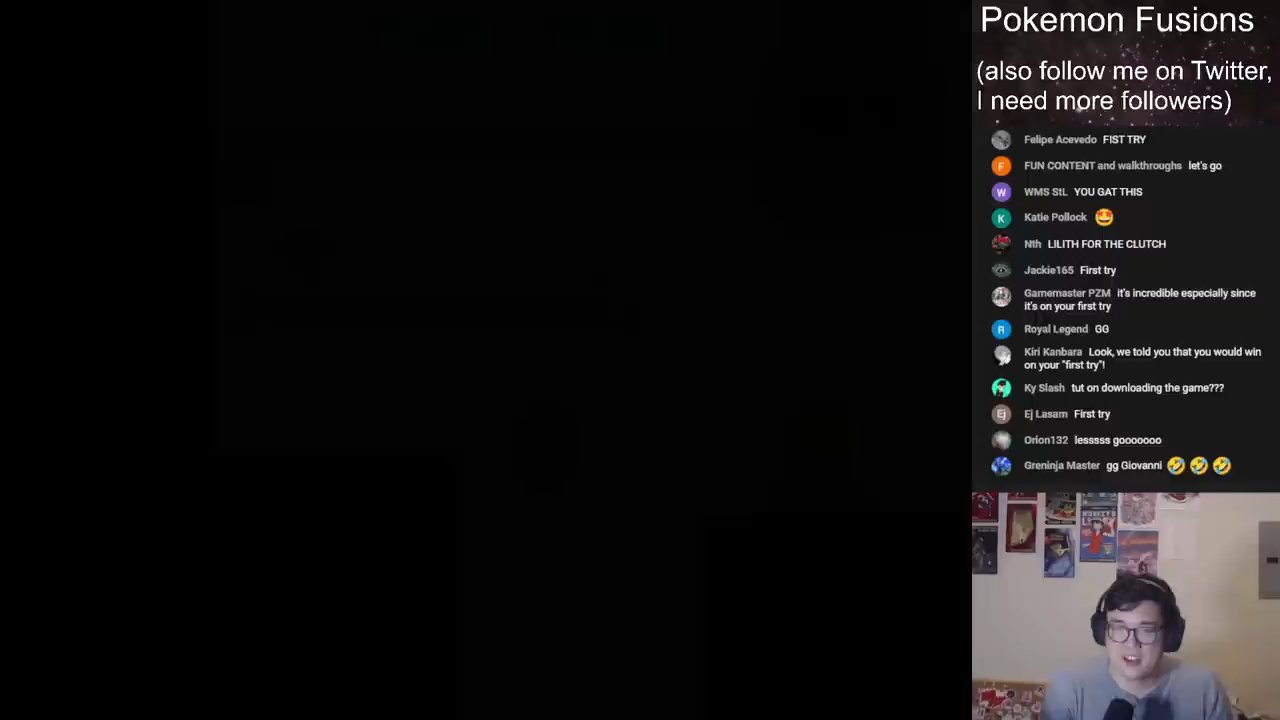 Pokemon Fusions
(also follow me on Twitter,
I need more followers)
Felipe Acevedo FIST TRY
F FUN CONTENT and walkthroughs let's go
W WMS StL YOU GAT THIS
K Katie Pollock 🤩
Nth LILITH FOR THE CLUTCH
Jackie165 First try
Gamemaster PZM it's incredible especially since
it's on your first try
R Royal Legend GG
Kiri Kanbara Look, we told you that you would win
on your "first try"!
Ky Slash tut on downloading the game???
Ej Ej Lasam First try
Orion132 lesssss gooooooo
Greninja Master gg Giovanni 🤣 🤣 🤣